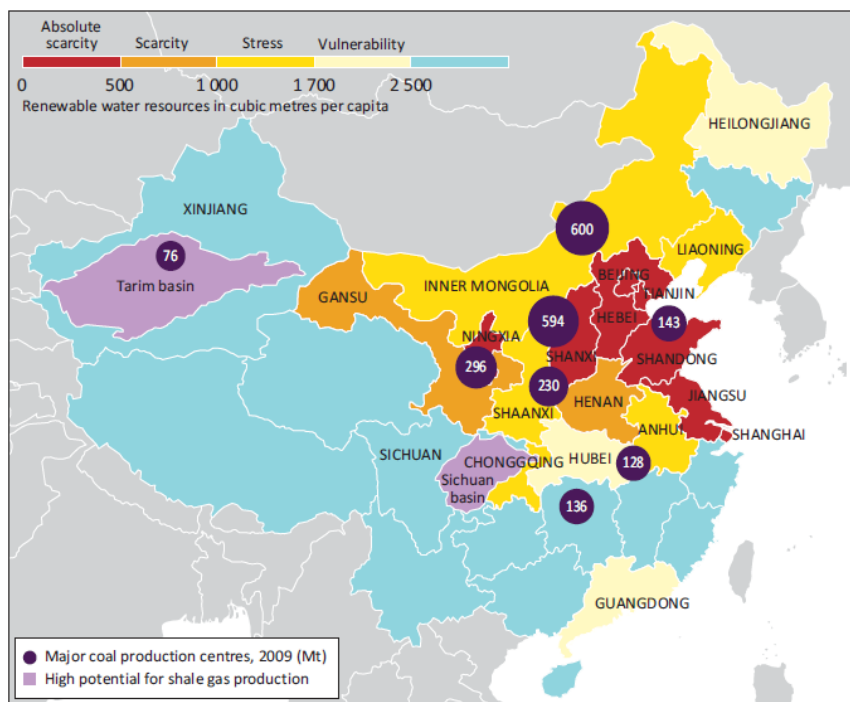 Absolute scarcity
Scarcity
Stress
Vulnerability
0
500
1 000
1 700
2 500
Renewable water resources in cubic metres per capita
HEILONGJIANG
XINJIANG
600
LIAONING
76
Tarim basin
INNER MONGOLIA
BEIJING
TIANJIN
GANSU
594
HEBEI
143
NINGXIA
SHANXI
SHANDONG
296
230
JIANGSU
HENAN
SHAANXI
ANHUI
SHANGHAI
SICHUAN
CHONGGQING
HUBEI
128
Sichuan basin
136
GUANGDONG
Major coal production centres, 2009 (Mt)
High potential for shale gas production